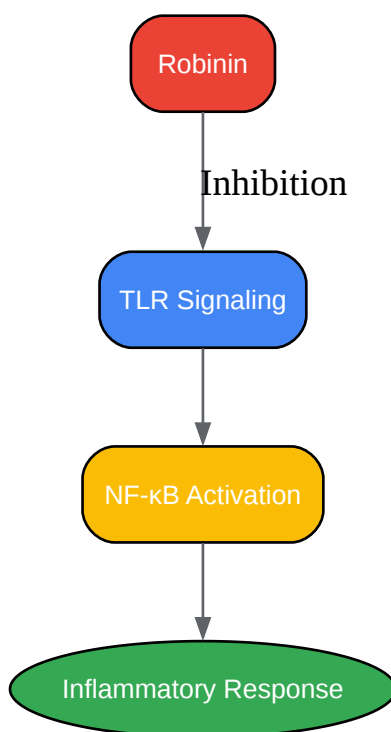 Robinin
Inhibition
TLR Signaling
NF-κB Activation
Inflammatory Response